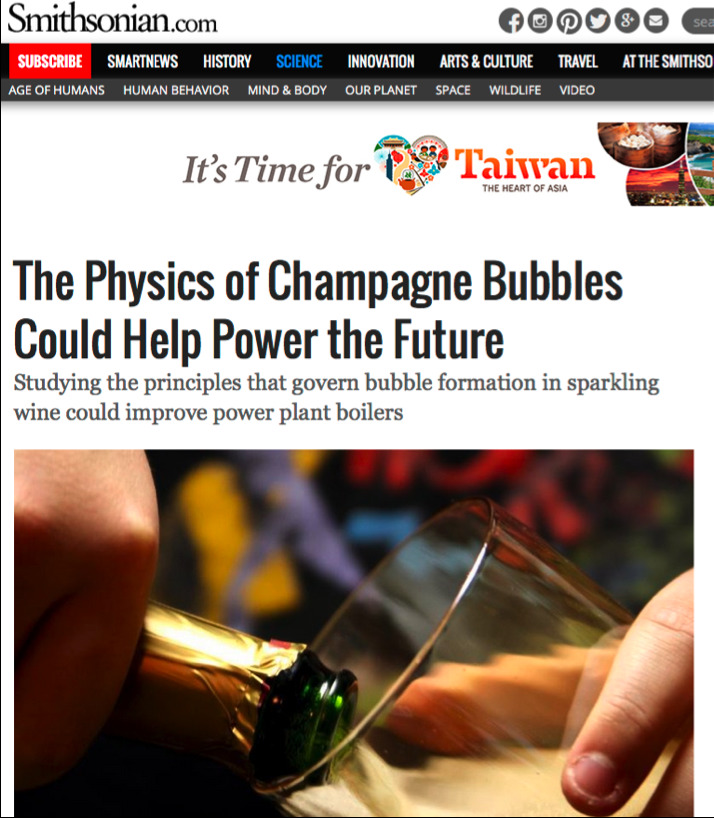 Smithsonian.com
SUBSCRIBE SMARTNEWS HISTORY SCIENCE INNOVATION ARTS & CULTURE TRAVEL AT THE SMITHSO
AGE OF HUMANS HUMAN BEHAVIOR MIND & BODY OUR PLANET SPACE WILDLIFE VIDEO
It's Time for Taiwan
THE HEART OF ASIA
The Physics of Champagne Bubbles
Could Help Power the Future
Studying the principles that govern bubble formation in sparkling
wine could improve power plant boilers